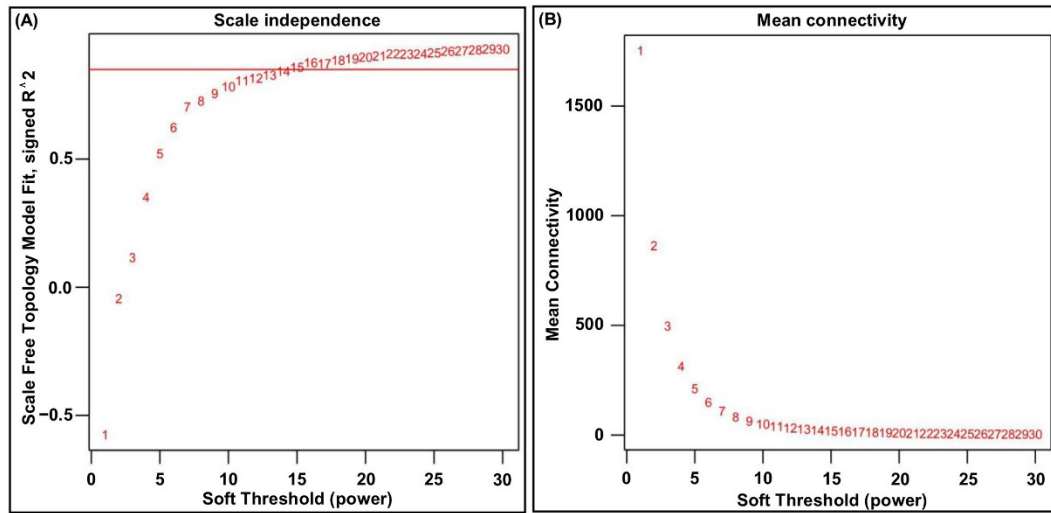 (A) Scale independence
Scale Free Topology Model Fit, signed R^2
0.5
0.0
−0.5
1
2
3
4
5
6
7
8
9
10
11 12 13 14 15 16 17 18 19 20 21 22 23 24 25 26 27 28 29 30
0 5 10 15 20 25 30
Soft Threshold (power)
(B) Mean connectivity
Mean Connectivity
1500
1000
500
0
1
2
3
4
5
6
7
8
9
10 11 12 13 14 15 16 17 18 19 20 21 22 23 24 25 26 27 28 29 30
0 5 10 15 20 25 30
Soft Threshold (power)